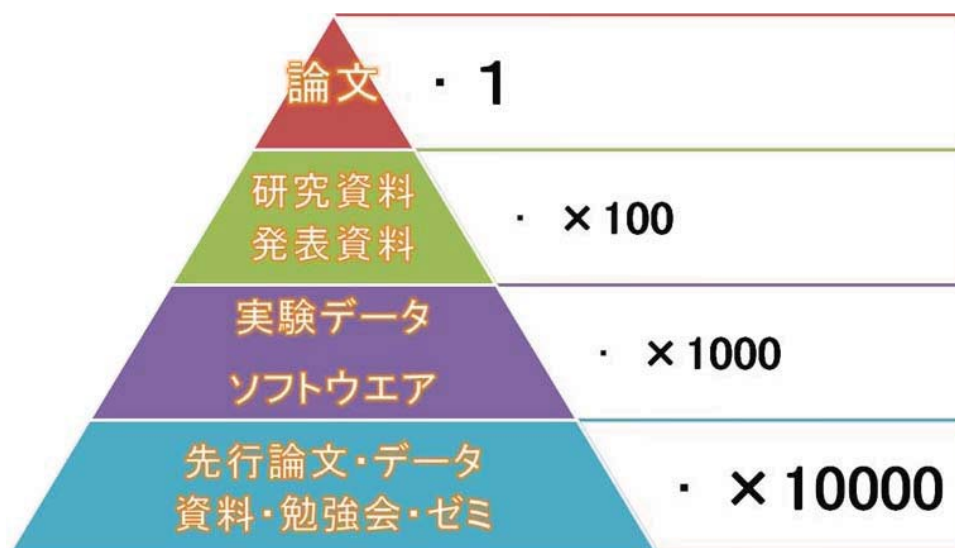 論文 ・ 1
研究資料
発表資料
・ ×100
実験データ
ソフトウエア
・ ×1000
先行論文・データ
資料・勉強会・ゼミ
・ ×10000